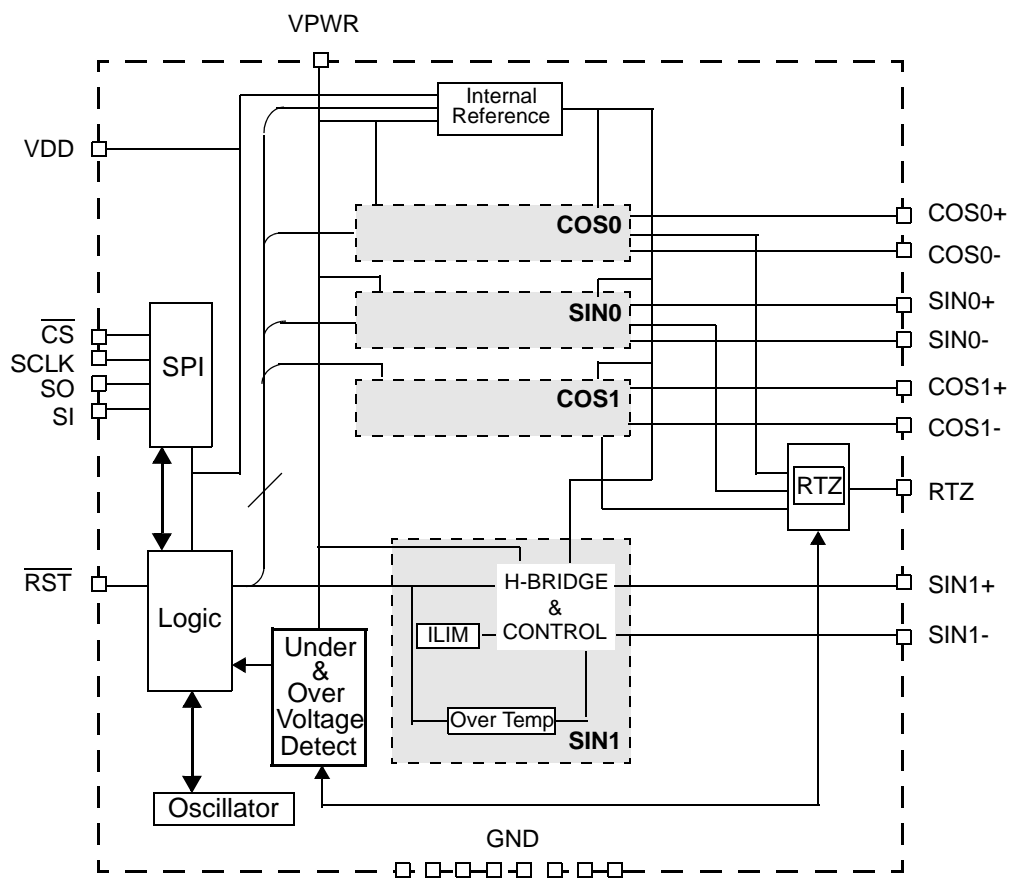 VPWR
Internal
Reference
VDD
COS0
COS0+
COS0-
SIN0
SIN0+
SIN0-
CS
SCLK
SO
SI
SPI
COS1
COS1+
COS1-
RTZ
RTZ
RST
Logic
H-BRIDGE
&
CONTROL
SIN1+
SIN1-
ILIM
Under
&
Over
Voltage
Detect
Over Temp
SIN1
Oscillator
GND